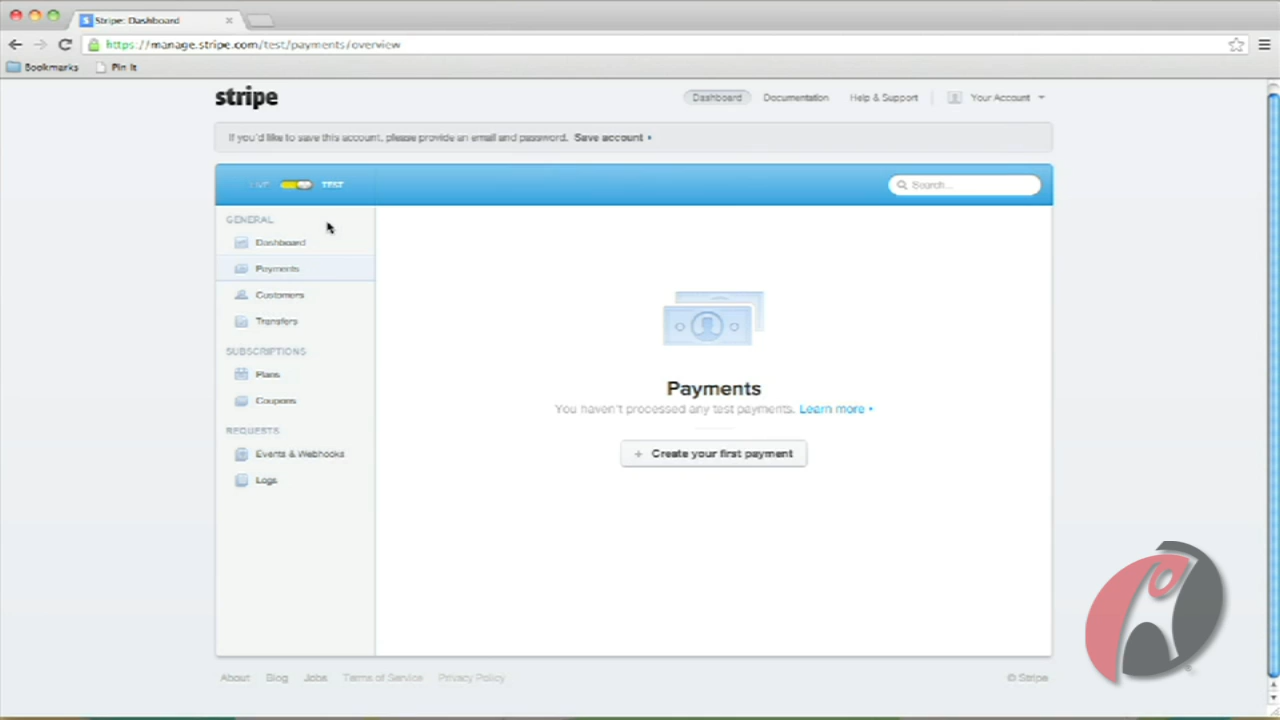 Stripe: Dashboard
https://manage.stripe.com/test/payments/overview
Bookmarks Pin It
stripe
Dashboard Documentation Help & Support Your Account
If you'd like to save this account, please provide an email and password. Save account
LIVE TEST Search...
GENERAL
Dashboard
Payments
Customers
Transfers
SUBSCRIPTIONS
Plans
Coupons
REQUESTS
Events & Webhooks
Logs
Payments
You haven't processed any test payments. Learn more
+ Create your first payment
About Blog Jobs Terms of Service Privacy Policy © Stripe